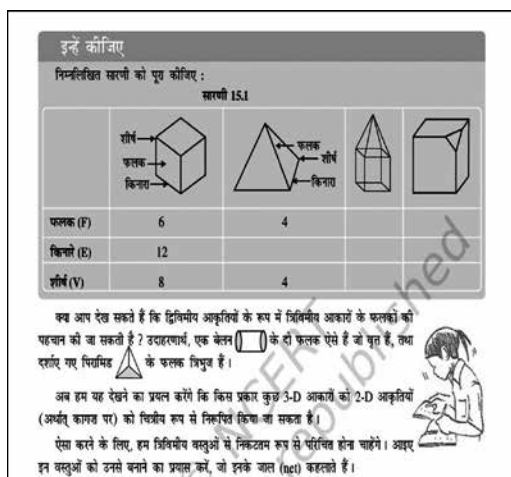 इन्हें कीजिए
निम्नलिखित सारणी को पूरा कीजिए :
सारणी 15.1
शीर्ष
फलक
किनारा
फलक
शीर्ष
किनारा
फलक (F) 6 4
किनारे (E) 12
शीर्ष (V) 8 4
क्या आप देख सकते हैं कि द्विविमीय आकृतियों के रूप में त्रिविमीय आकारों के फलकों की
पहचान की जा सकती है ? उदाहरणार्थ, एक बेलन के दो फलक ऐसे हैं जो वृत्त हैं, तथा
दर्शाए गए पिरामिड के फलक त्रिभुज हैं।
अब हम यह देखने का प्रयत्न करेंगे कि किस प्रकार कुछ 3-D आकारों को 2-D आकृतियों
(अर्थात् कागज पर) को चित्रीय रूप से निरूपित किया जा सकता है।
ऐसा करने के लिए, हम त्रिविमीय वस्तुओं से निकटतम रूप से परिचित होना चाहेंगे। आइए
इन वस्तुओं को उनसे बनाने का प्रयास करें, जो इनके जाल (net) कहलाते हैं।
NCERT
republished